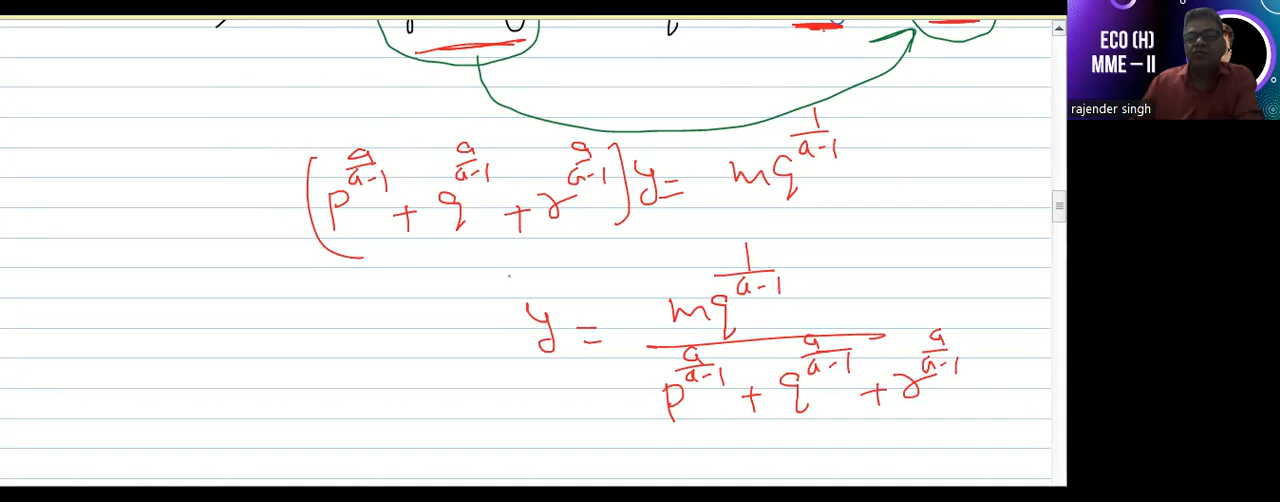 ECO (H)
MME – II
rajender singh
(p^{a/(a-1)} + q^{a/(a-1)} + r^{a/(a-1)}) y = mq^{1/(a-1)}
y = mq^{1/(a-1)} / p^{a/(a-1)} + q^{a/(a-1)} + r^{a/(a-1)}